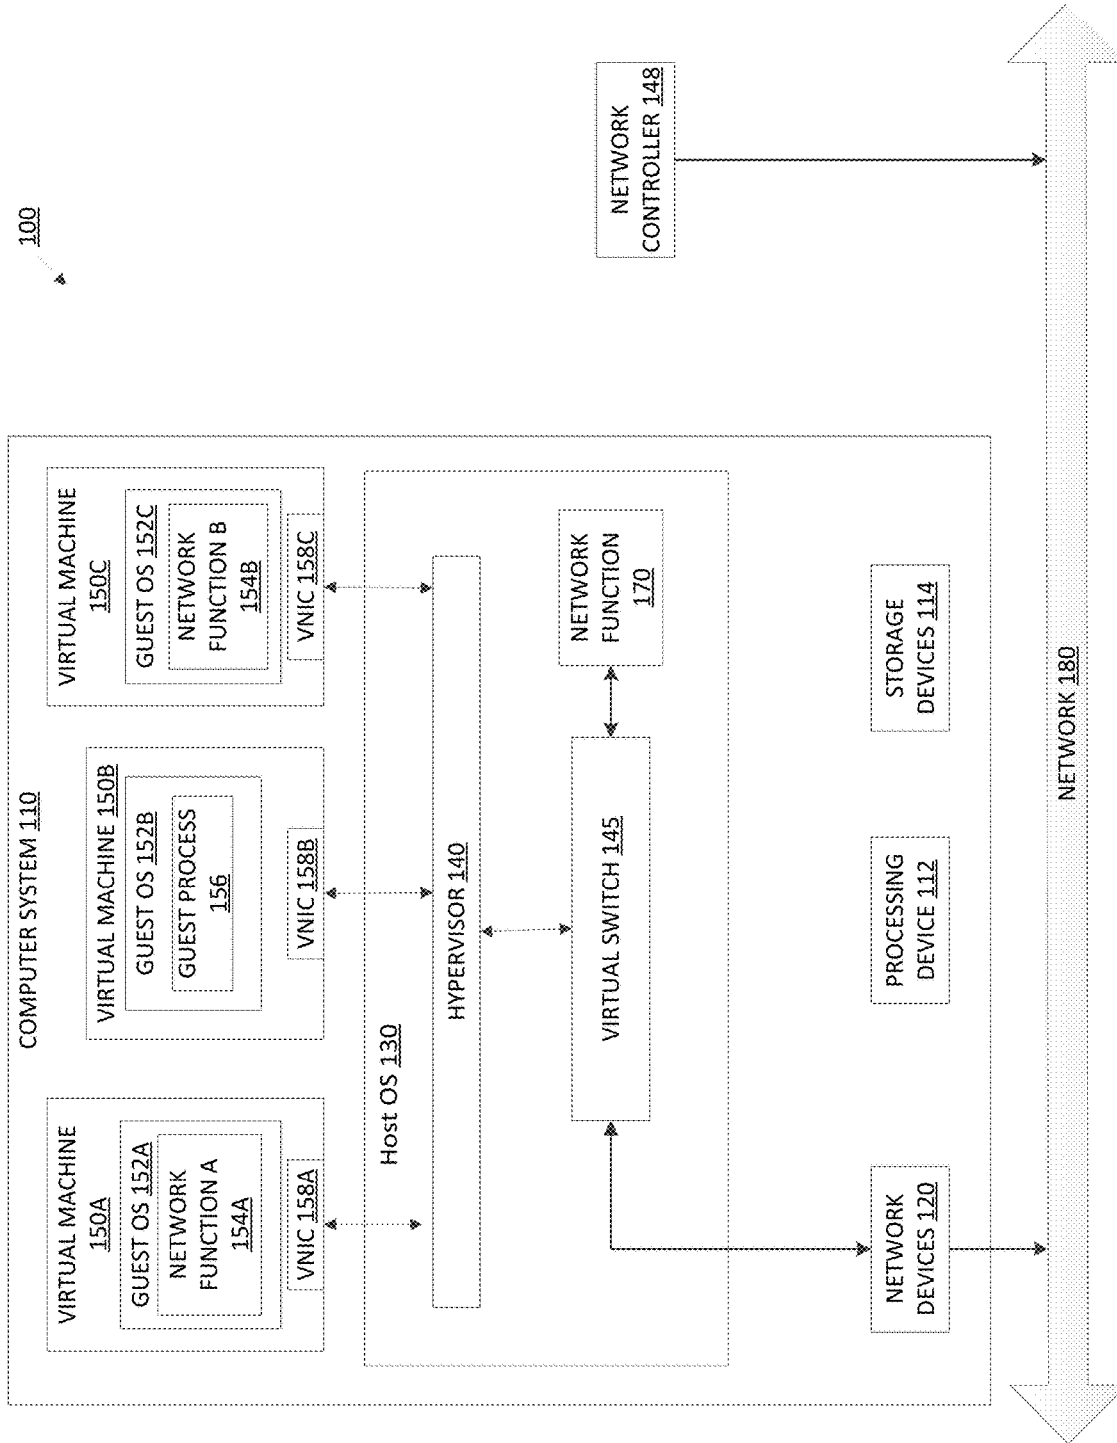 100
COMPUTER SYSTEM 110
VIRTUAL MACHINE
150A
GUEST OS 152A
NETWORK
FUNCTION A
154A
VNIC 158A
VIRTUAL MACHINE 150B
GUEST OS 152B
GUEST PROCESS
156
VNIC 158B
VIRTUAL MACHINE
150C
GUEST OS 152C
NETWORK
FUNCTION B
154B
VNIC 158C
Host OS 130
HYPERVISOR 140
VIRTUAL SWITCH 145
NETWORK
FUNCTION
170
NETWORK
CONTROLLER 148
NETWORK
DEVICES 120
PROCESSING
DEVICE 112
STORAGE
DEVICES 114
NETWORK 180